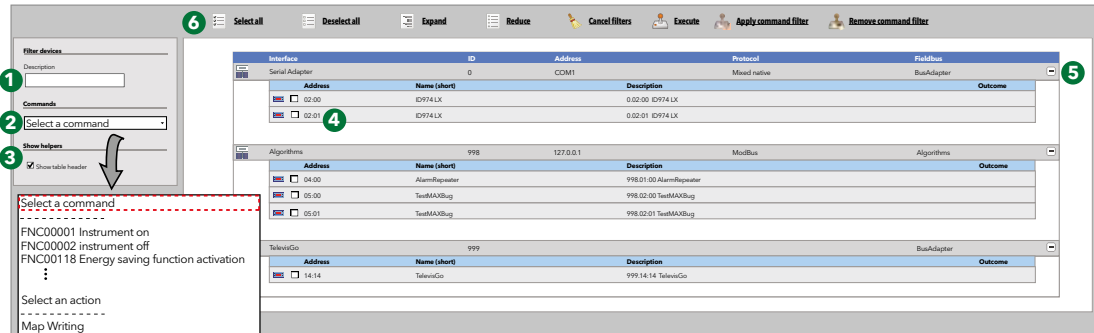 6 Select all Deselect all Expand Reduce Cancel filters Execute Apply command filter Remove command filter
Filter devices
Description
1
Commands
2 Select a command
Show helpers
3
Show table header
Select a command
- - - - - - - - - - - - -
FNC00001 Instrument on
FNC00002 instrument off
FNC00118 Energy saving function activation
Select an action
- - - - - - - - - - - - -
Map Writing
Interface ID Address Protocol Fieldbus
Serial Adapter 0 COM1 Mixed native BusAdapter 5
Address Name (short) Description Outcome
02:00 ID974 LX 0.02:00 ID974 LX
02:01 4 ID974 LX 0.02:01 ID974 LX
Algorithms 998 127.0.0.1 ModBus Algorithms
Address Name (short) Description Outcome
04:00 AlarmRepeater 998.01:00 AlarmRepeater
05:00 TestMAXBug 998.02:00 TestMAXBug
05:01 TestMAXBug 998.02:01 TestMAXBug
TelevisGo 999 BusAdapter
Address Name (short) Description Outcome
14:14 TelevisGo 999.14:14 TelevisGo